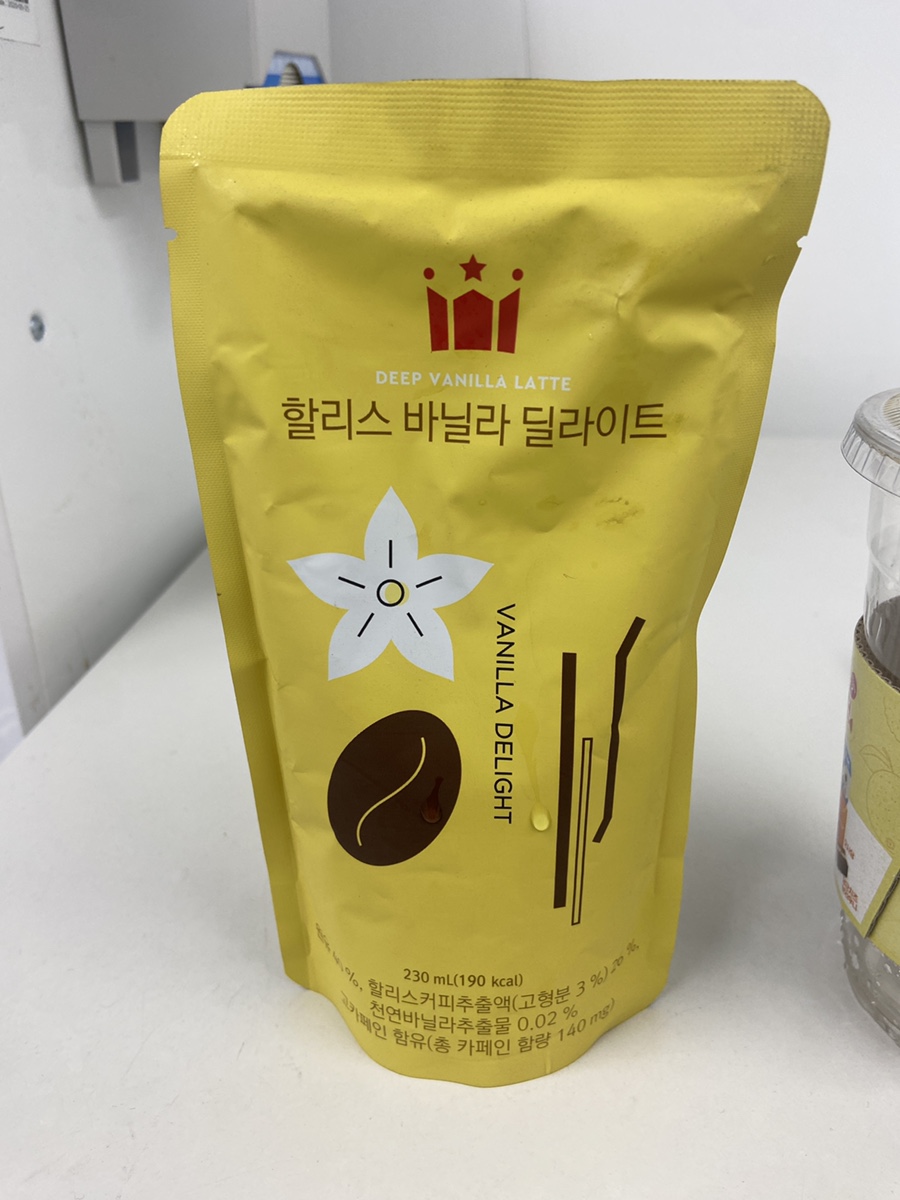 DEEP VANILLA LATTE
할리스 바닐라 딜라이트
VANILLA DELIGHT
230 mL(190 kcal)
%, 할리스커피추출액(고형분 3 %) 26 %,
천연바닐라추출물 0.02 %
고카페인 함유(총 카페인 함량 140 mg)